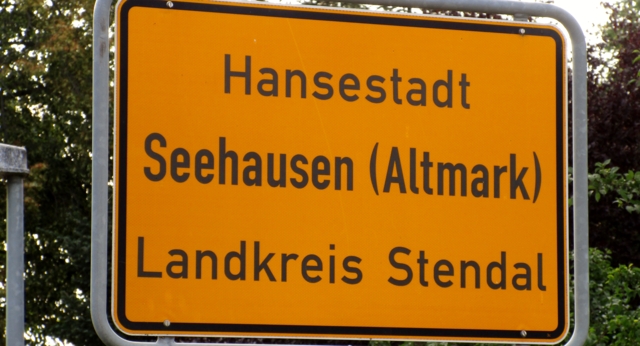 Hansestadt
Seehausen (Altmark)
Landkreis Stendal